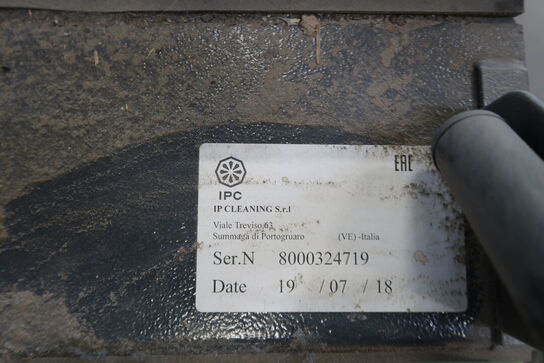 EAC
IPC
IP CLEANING S.r.l
Viale Treviso 63
Summaga di Portogruaro (VE) -Italia
Ser.N 8000324719
Date 19 / 07 / 18